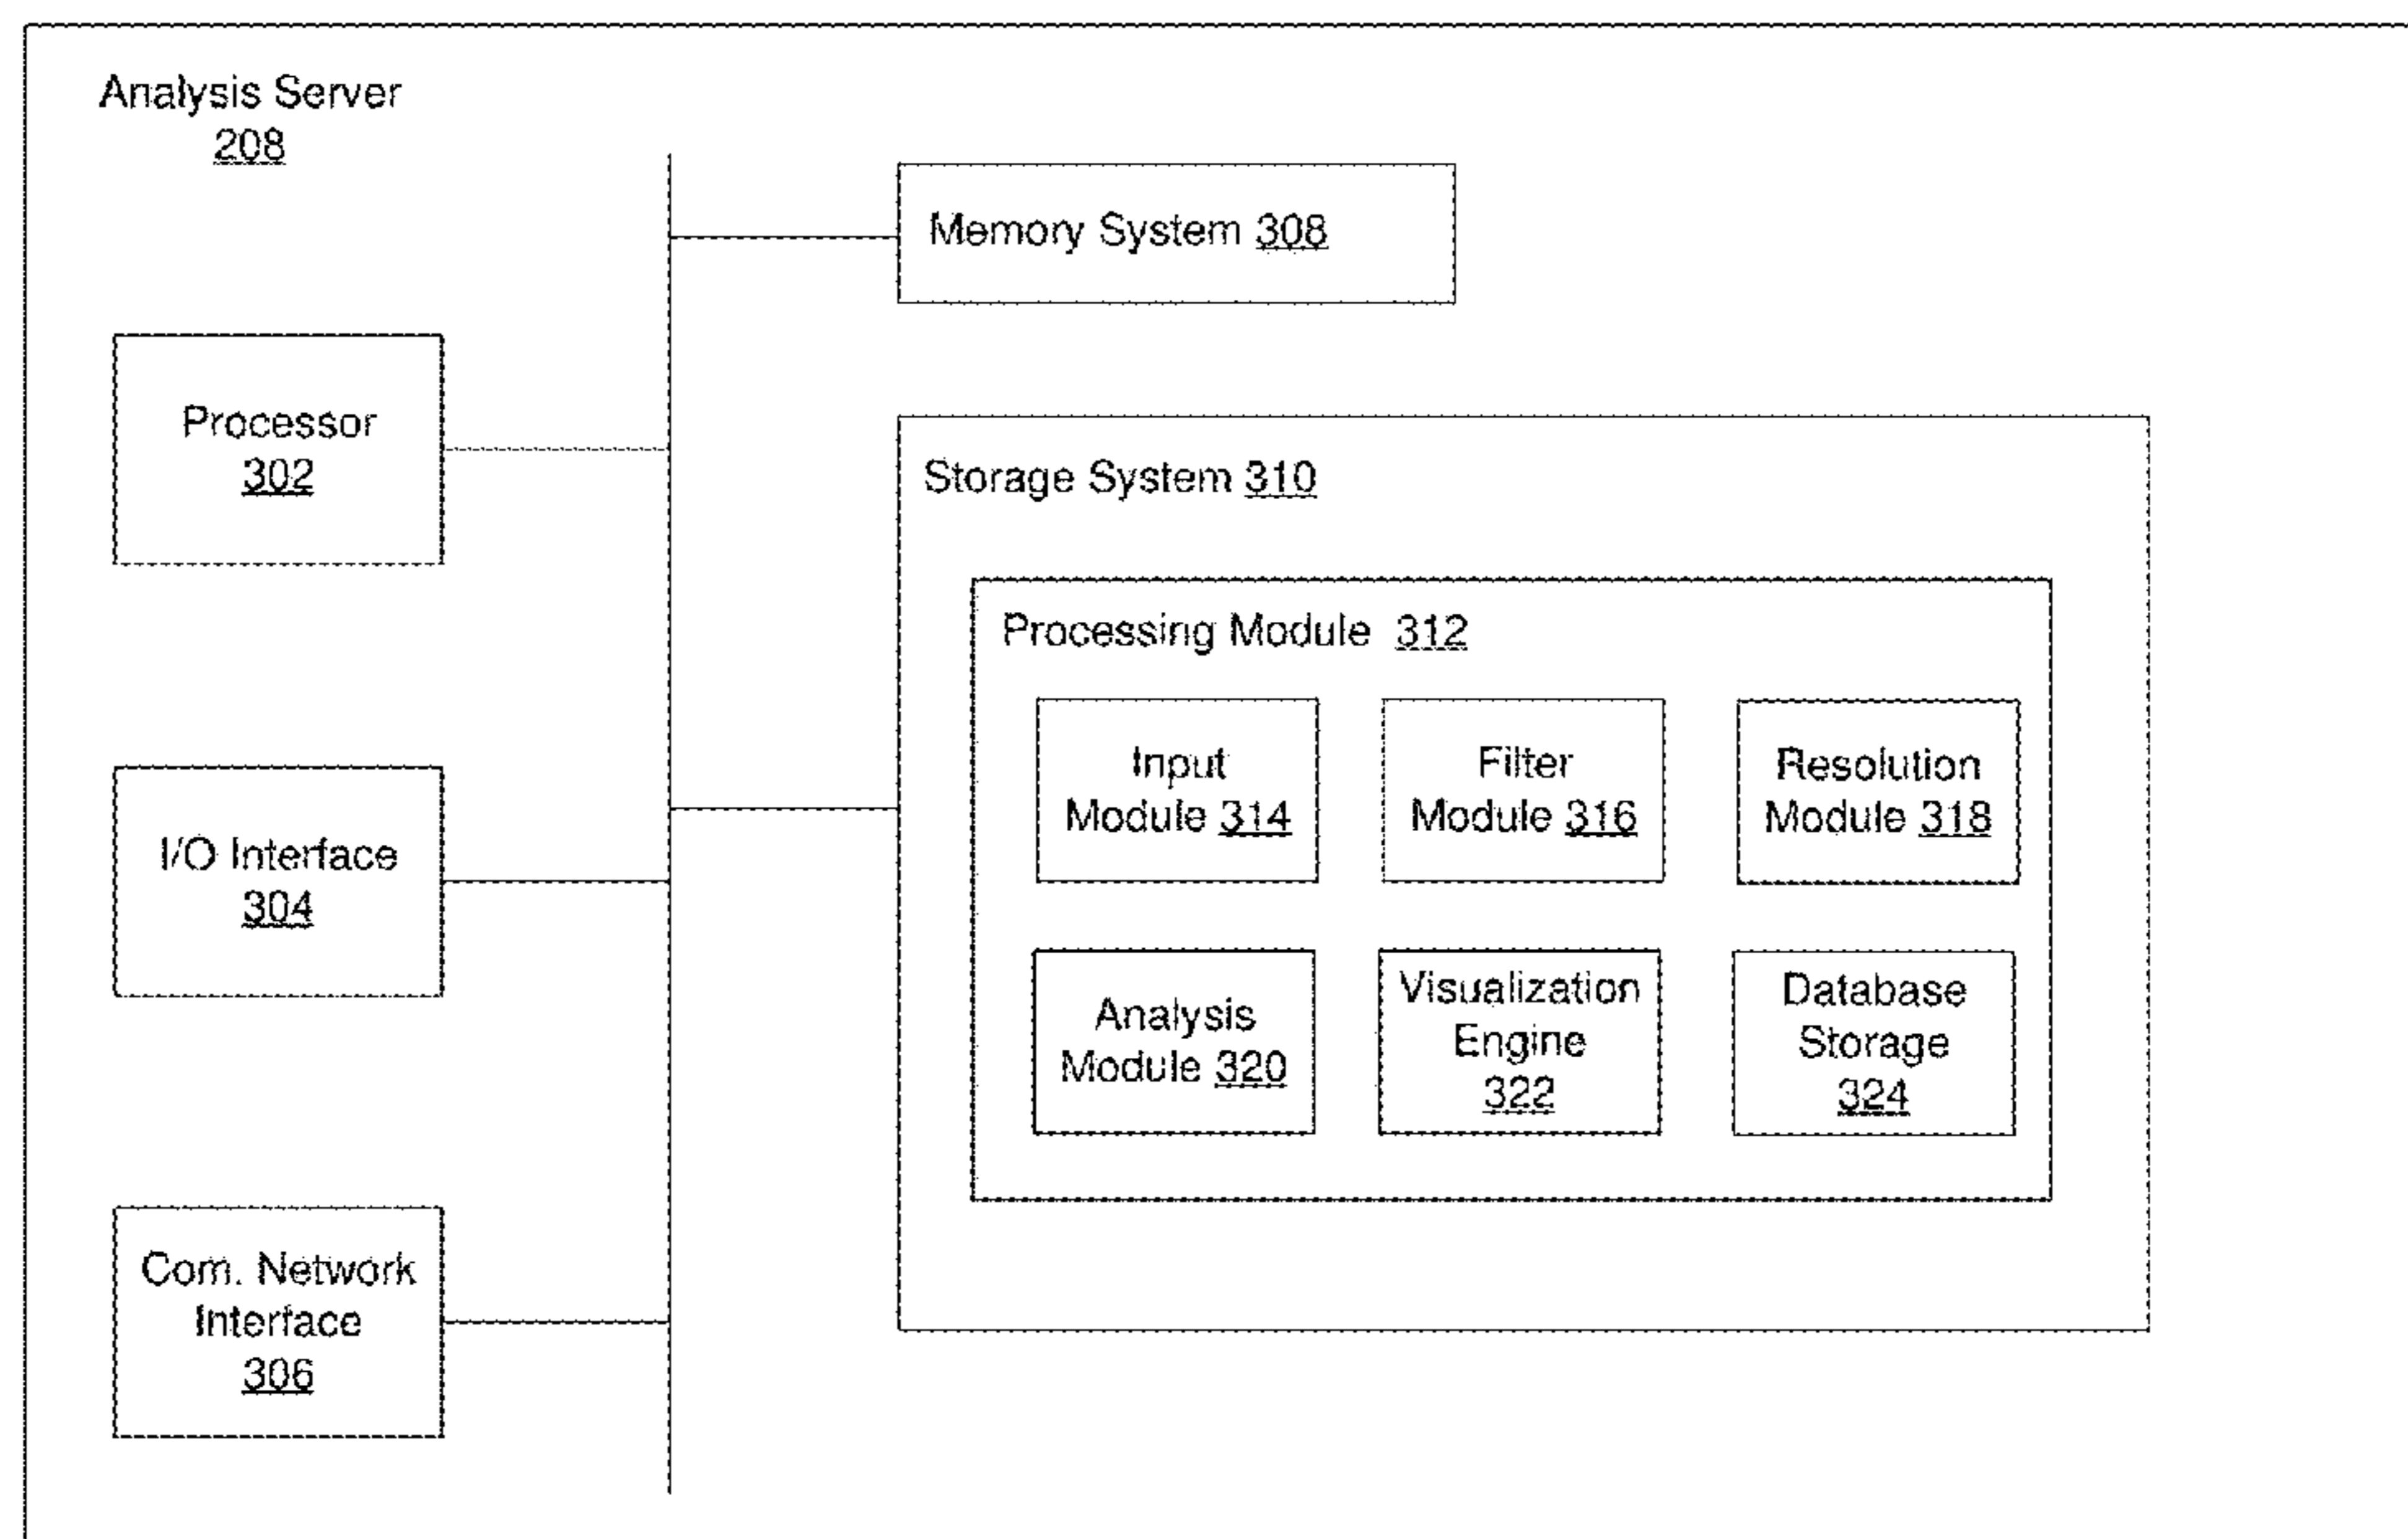 Analysis Server
208
Memory System 308
Processor
302
Storage System 310
Processing Module 312
Input
Module 314
Filter
Module 316
Resolution
Module 318
I/O Interface
304
Analysis
Module 320
Visualization
Engine
322
Database
Storage
324
Com. Network
Interface
306